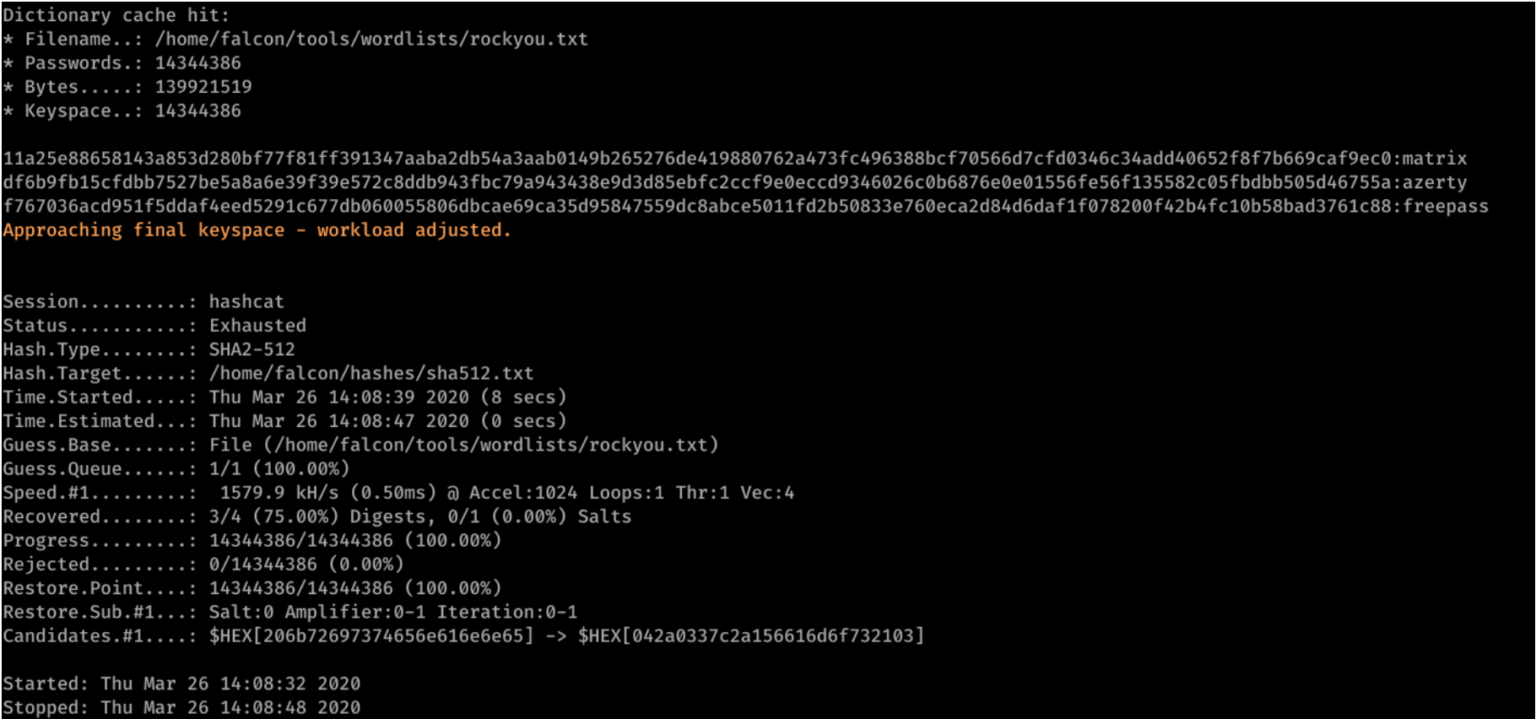 Dictionary cache hit:
* Filename..: /home/falcon/tools/wordlists/rockyou.txt
* Passwords.: 14344386
* Bytes.....: 139921519
* Keyspace..: 14344386
11a25e88658143a853d280bf77f81ff391347aaba2db54a3aab0149b265276de419880762a473fc496388bcf70566d7cfd0346c34add40652f8f7b669caf9ec0:matrix
df6b9fb15cfdbb7527be5a8a6e39f39e572c8ddb943fbc79a943438e9d3d85ebfc2ccf9e0eccd9346026c0b6876e0e01556fe56f135582c05fbdbb505d46755a:azerty
f767036acd951f5ddaf4eed5291c677db060055806dbcae69ca35d95847559dc8abce5011fd2b50833e760eca2d84d6daf1f078200f42b4fc10b58bad3761c88:freepass
Approaching final keyspace - workload adjusted.
Session..........: hashcat
Status...........: Exhausted
Hash.Type........: SHA2-512
Hash.Target......: /home/falcon/hashes/sha512.txt
Time.Started.....: Thu Mar 26 14:08:39 2020 (8 secs)
Time.Estimated...: Thu Mar 26 14:08:47 2020 (0 secs)
Guess.Base.......: File (/home/falcon/tools/wordlists/rockyou.txt)
Guess.Queue......: 1/1 (100.00%)
Speed.#1.........:  1579.9 kH/s (0.50ms) @ Accel:1024 Loops:1 Thr:1 Vec:4
Recovered........: 3/4 (75.00%) Digests, 0/1 (0.00%) Salts
Progress.........: 14344386/14344386 (100.00%)
Rejected.........: 0/14344386 (0.00%)
Restore.Point....: 14344386/14344386 (100.00%)
Restore.Sub.#1...: Salt:0 Amplifier:0-1 Iteration:0-1
Candidates.#1....: $HEX[206b72697374656e616e6e65] -> $HEX[042a0337c2a156616d6f732103]
Started: Thu Mar 26 14:08:32 2020
Stopped: Thu Mar 26 14:08:48 2020